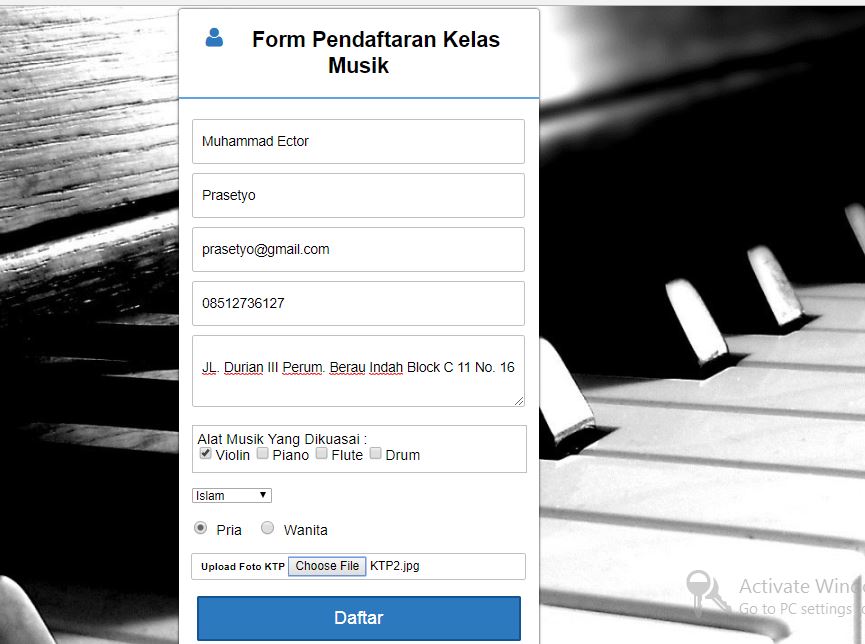 Form Pendaftaran Kelas
Musik
Muhammad Ector
Prasetyo
prasetyo@gmail.com
08512736127
JL. Durian III Perum. Berau Indah Block C 11 No. 16
Alat Musik Yang Dikuasai :
Violin Piano Flute Drum
Islam
Pria Wanita
Upload Foto KTP Choose File KTP2.jpg
Daftar
Activate
Go to PC settings